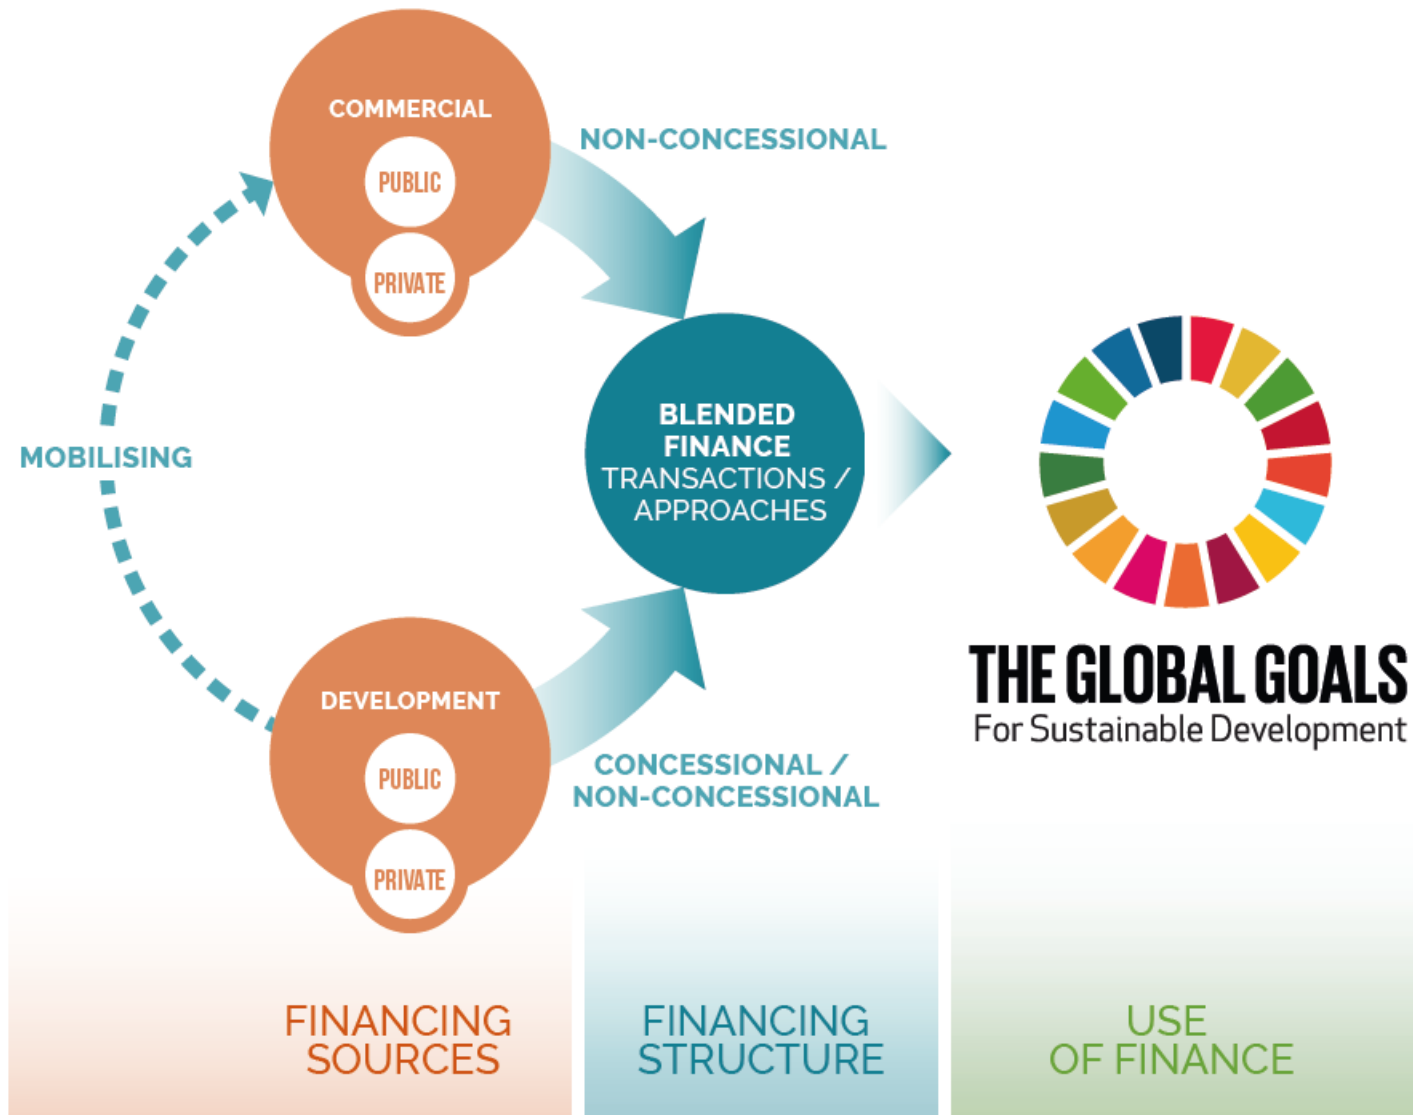 COMMERCIAL
PUBLIC
PRIVATE
NON-CONCESSIONAL
MOBILISING
BLENDED
FINANCE
TRANSACTIONS /
APPROACHES
DEVELOPMENT
PUBLIC
PRIVATE
CONCESSIONAL /
NON-CONCESSIONAL
THE GLOBAL GOALS
For Sustainable Development
FINANCING
SOURCES
FINANCING
STRUCTURE
USE
OF FINANCE